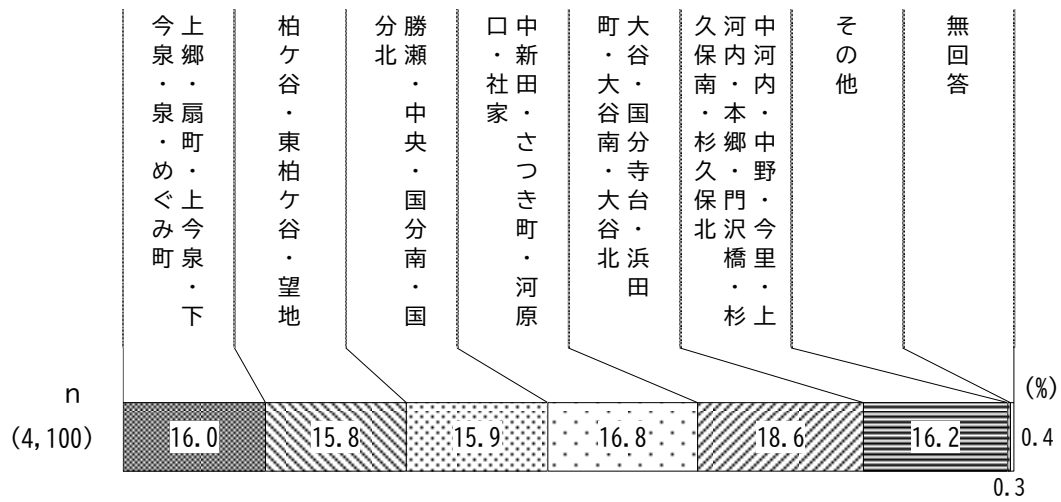 上郷・扇町・上今泉・下
今泉・泉・めぐみ町
柏ケ谷・東柏ケ谷・望地
勝瀬・中央・国分南・国
分北
中新田・さつき町・河原
口・社家
大谷・国分寺台・浜田
町・大谷南・大谷北
中河内・中野・今里・上
河内・本郷・門沢橋・杉
久保南・杉久保北
その他
無回答
(%)
n
(4,100)
16.0
15.8
15.9
16.8
18.6
16.2
0.4
0.3